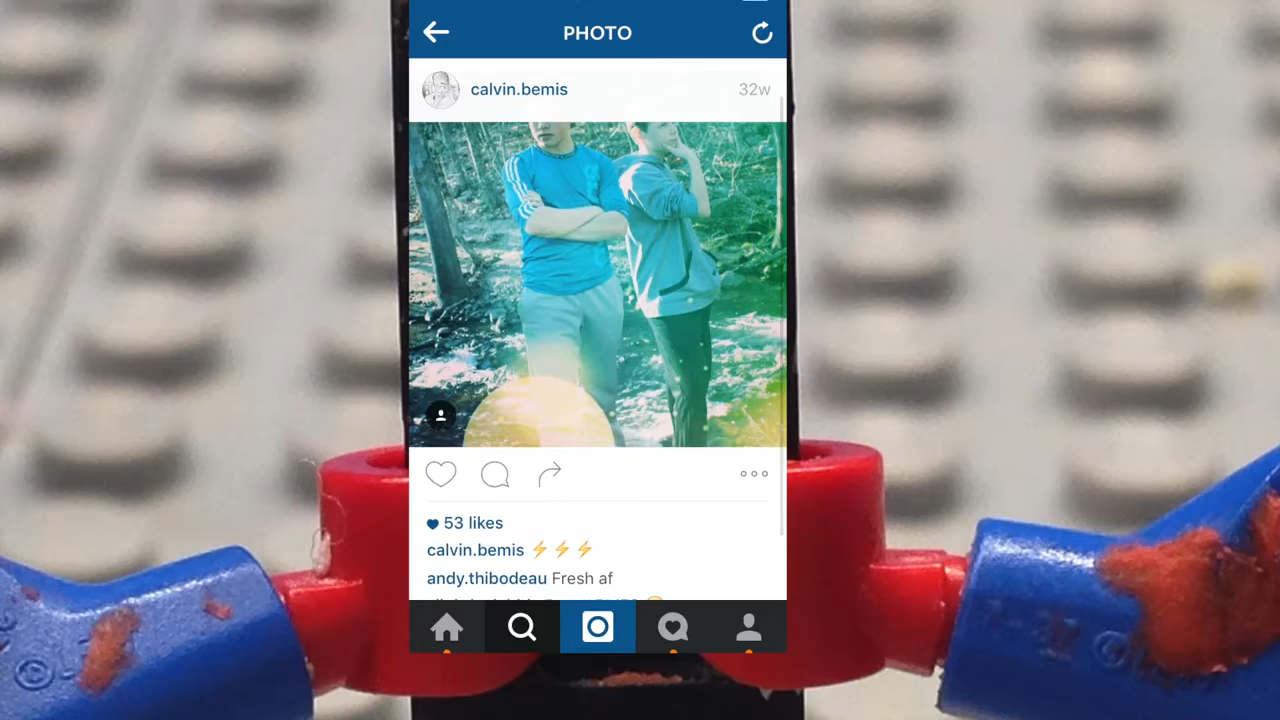 PHOTO
calvin.bemis 32w
53 likes
calvin.bemis ⚡⚡⚡
andy.thibodeau Fresh af